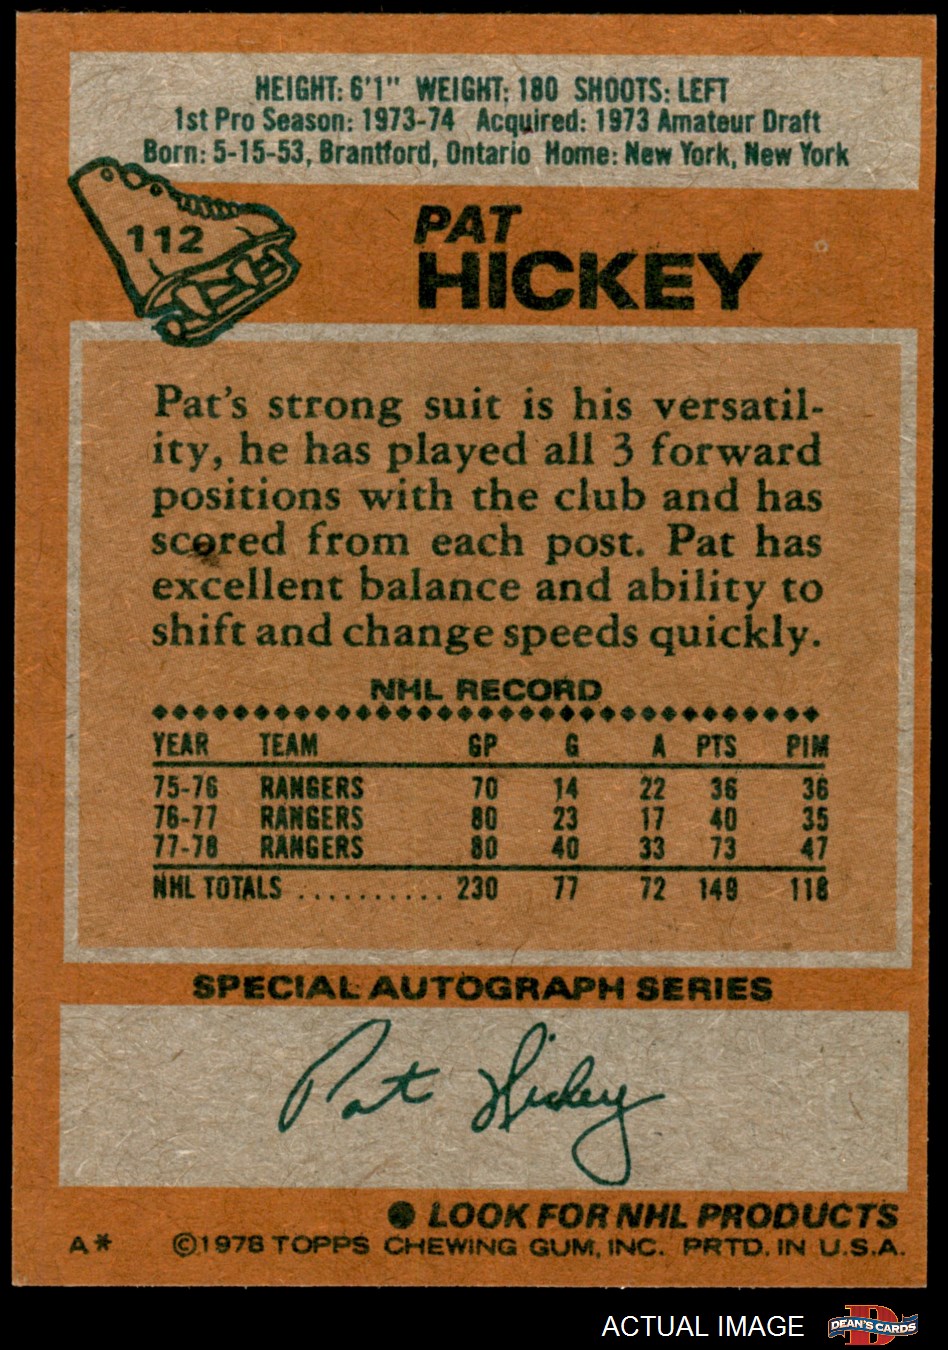 HEIGHT: 6'1" WEIGHT: 180 SHOOTS: LEFT
1st Pro Season: 1973-74 Acquired: 1973 Amateur Draft
Born: 5-15-53, Brantford, Ontario Home: New York, New York
112
PAT
HICKEY
Pat's strong suit is his versatil-
ity, he has played all 3 forward
positions with the club and has
scored from each post. Pat has
excellent balance and ability to
shift and change speeds quickly.
NHL RECORD
YEAR TEAM GP G A PTS PIM
75-76 RANGERS 70 14 22 36 36
76-77 RANGERS 80 23 17 40 35
77-78 RANGERS 80 40 33 73 47
NHL TOTALS .......... 230 77 72 149 118
SPECIAL AUTOGRAPH SERIES
Pat Hickey
LOOK FOR NHL PRODUCTS
A* ©1978 TOPPS CHEWING GUM, INC. PRTD. IN U.S.A.
ACTUAL IMAGE
D
DEAN'S CARDS